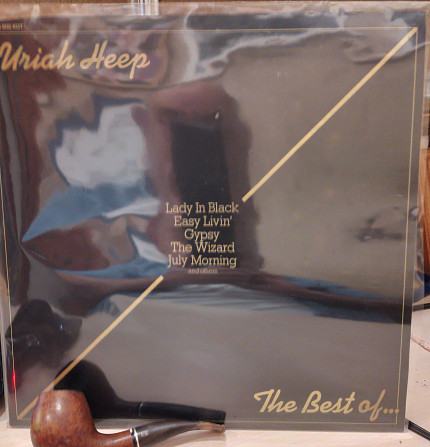 Uriah Heep
Lady In Black
Easy Livin'
Gypsy
The Wizard
July Morning
and others
The Best of...